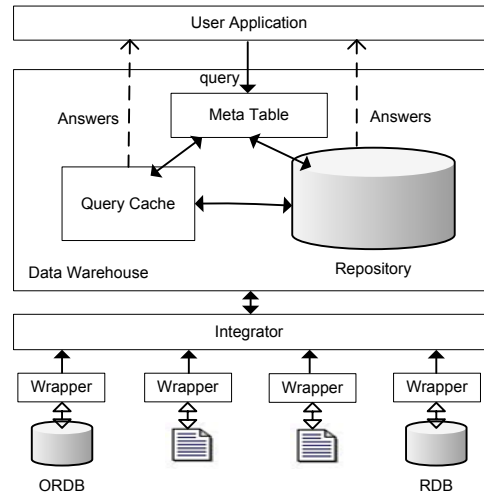 User Application
query
Answers
Meta Table
Answers
Query Cache
Data Warehouse
Repository
Integrator
Wrapper
Wrapper
Wrapper
Wrapper
ORDB
RDB